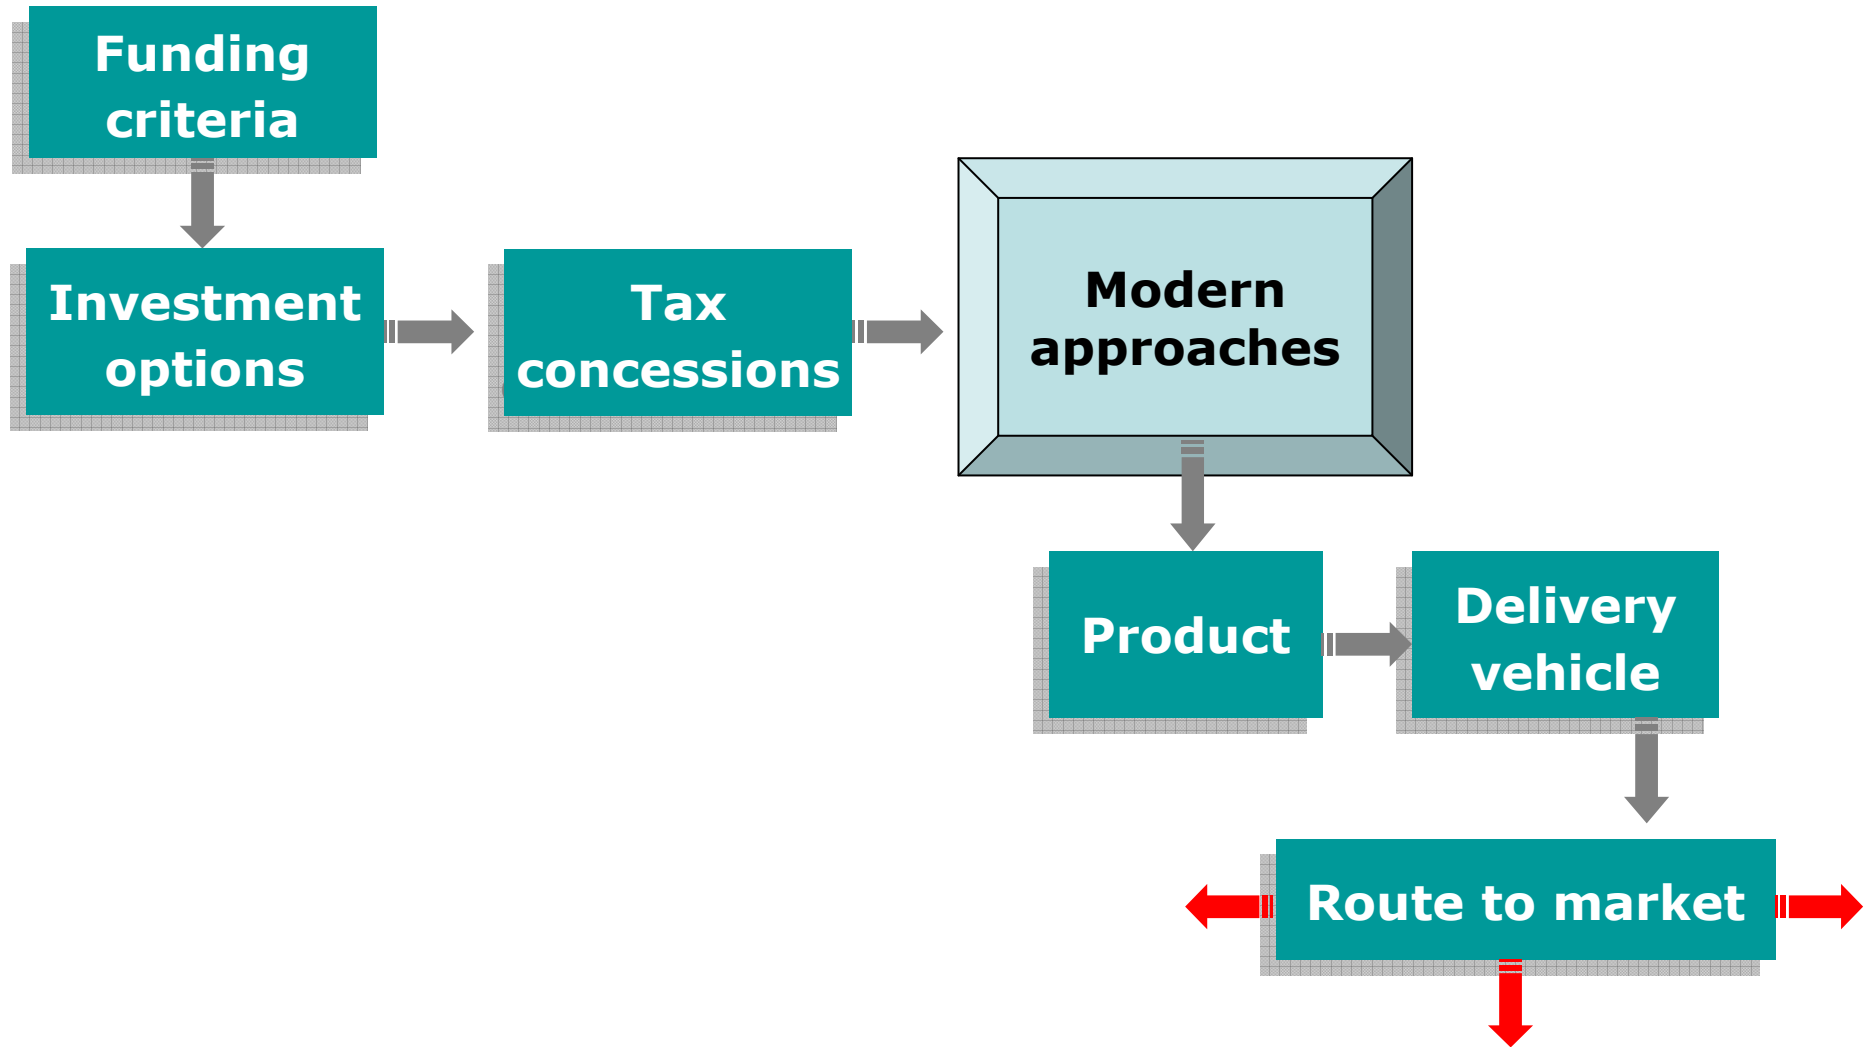 Funding
criteria
Investment
options
Tax
concessions
Modern
approaches
Product
Delivery
vehicle
Route to market